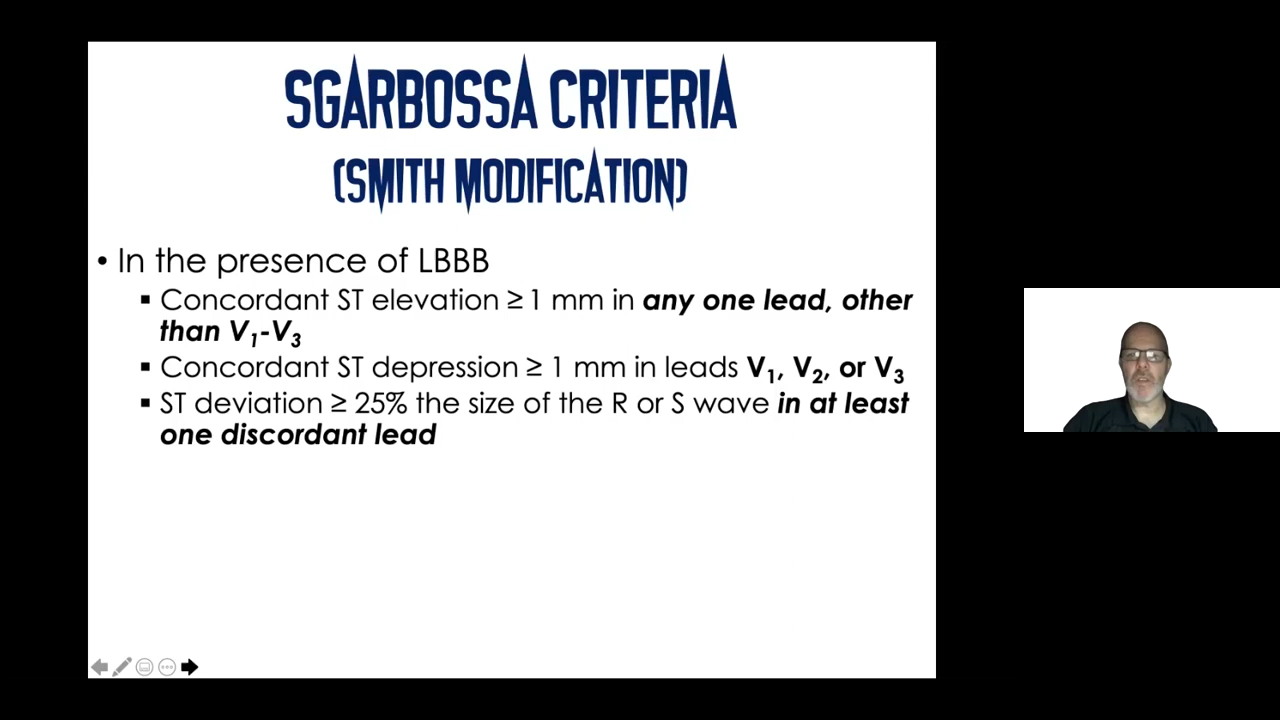 SGARBOSSA CRITERIA
(SMITH MODIFICATION)
• In the presence of LBBB
▪ Concordant ST elevation ≥ 1 mm in any one lead, other
than V₁-V₃
▪ Concordant ST depression ≥ 1 mm in leads V₁, V₂, or V₃
▪ ST deviation ≥ 25% the size of the R or S wave in at least
one discordant lead